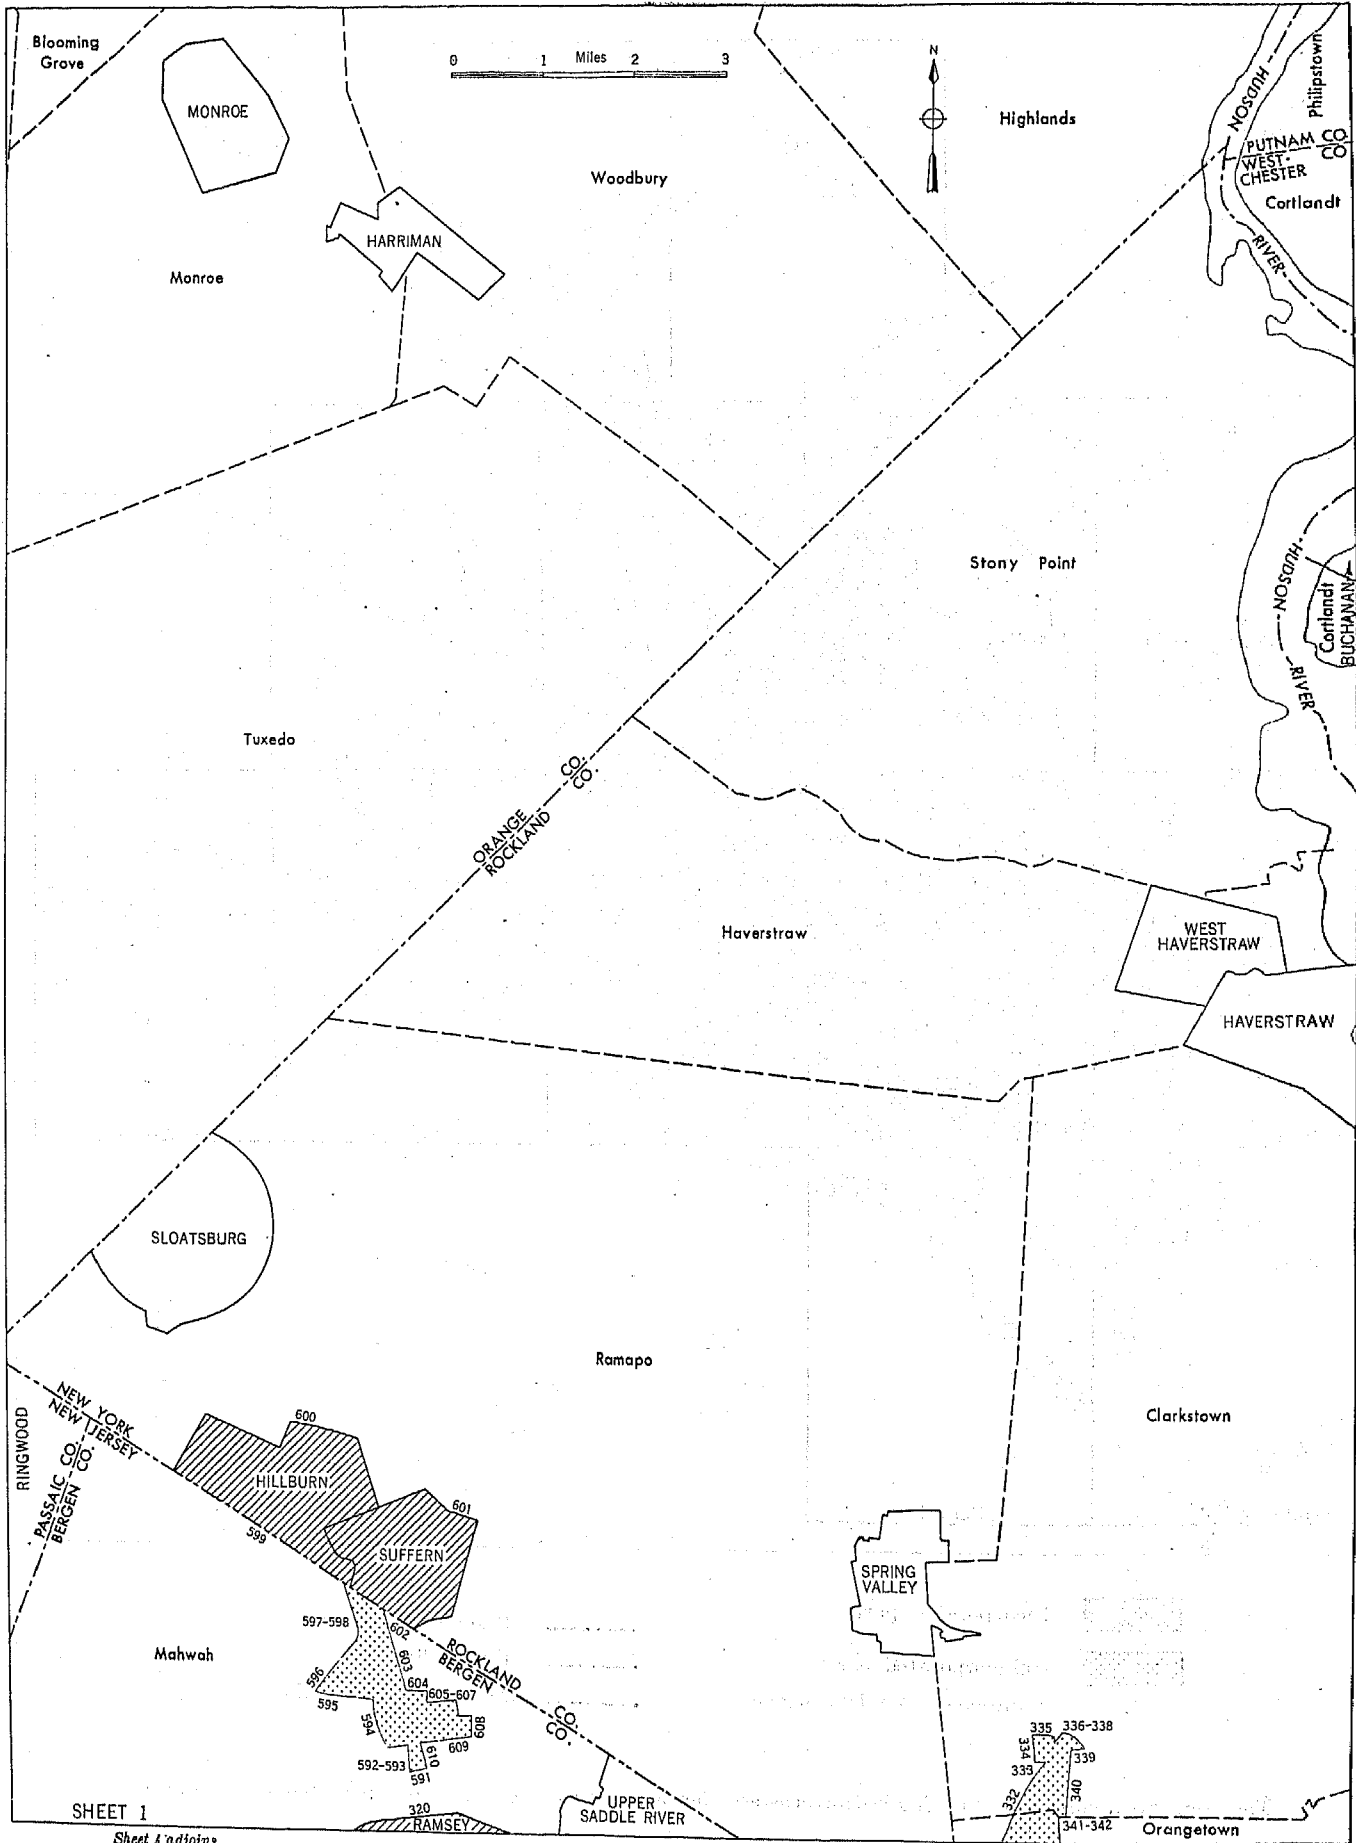 Blooming
Grove
MONROE
0 1 Miles 2 3
N
Highlands
HUDSON
Philipstown
PUTNAM CO.
WEST-
CHESTER CO
Cortlandt
RIVER
Woodbury
HARRIMAN
Monroe
Stony Point
HUDSON
Cortlandt
BUCHANAN
RIVER
Tuxedo
ORANGE CO.
ROCKLAND CO.
Haverstraw
WEST
HAVERSTRAW
HAVERSTRAW
SLOATSBURG
Ramapo
Clarkstown
NEW YORK
NEW JERSEY
RINGWOOD
PASSAIC CO.
BERGEN CO.
600
HILLBURN
601
599
SUFFERN
SPRING
VALLEY
597-598
602
Mahwah
603
ROCKLAND CO.
BERGEN CO.
596
604
595
605-607
594
608
609
610
592-593
591
335
336-338
334
339
333
340
332
341-342
SHEET 1
320
RAMSEY
UPPER
SADDLE RIVER
Orangetown
Sheet